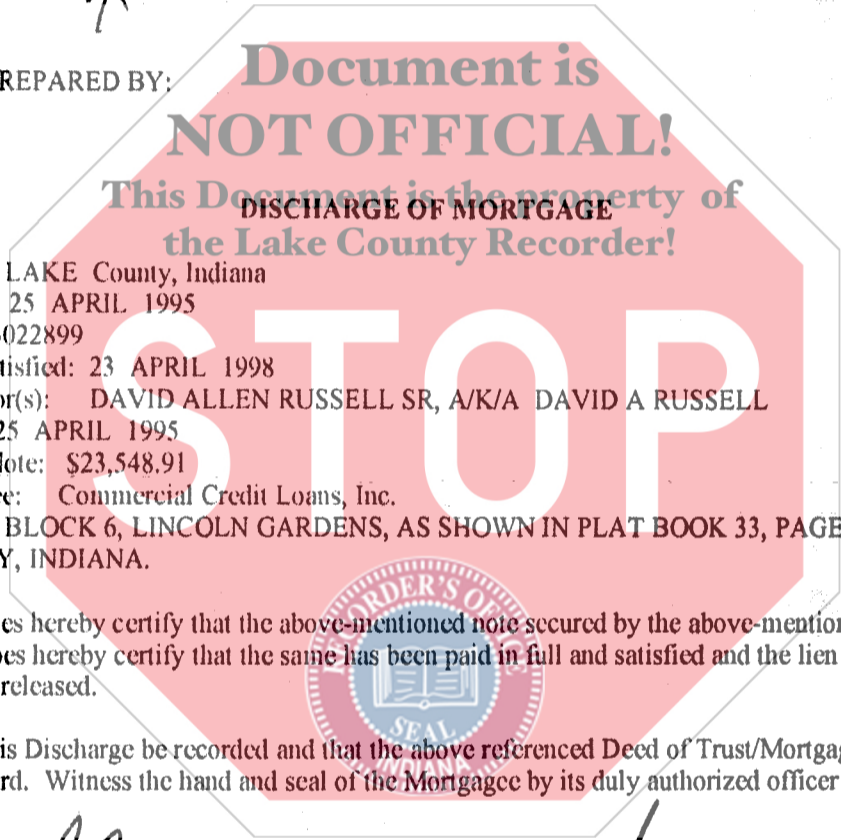 Document is
REPARED BY:
NOT OFFICIAL!
This Document is the property of
DISCHARGE OF MORTGAGE
the Lake County Recorder!
LAKE County, Indiana
25 APRIL 1995
022899
tisfied: 23 APRIL 1998
or(s): DAVID ALLEN RUSSELL SR, A/K/A DAVID A RUSSELL
25 APRIL 1995
Note: $23,548.91
e: Commercial Credit Loans, Inc.
BLOCK 6, LINCOLN GARDENS, AS SHOWN IN PLAT BOOK 33, PAGE
Y, INDIANA.
STOP
es hereby certify that the above-mentioned note secured by the above-mention
oes hereby certify that the same has been paid in full and satisfied and the lien
released.
is Discharge be recorded and that the above referenced Deed of Trust/Mortgag
rd. Witness the hand and seal of the Mortgagee by its duly authorized officer
RECORDER'S OFFICE
SEAL
INDIANA